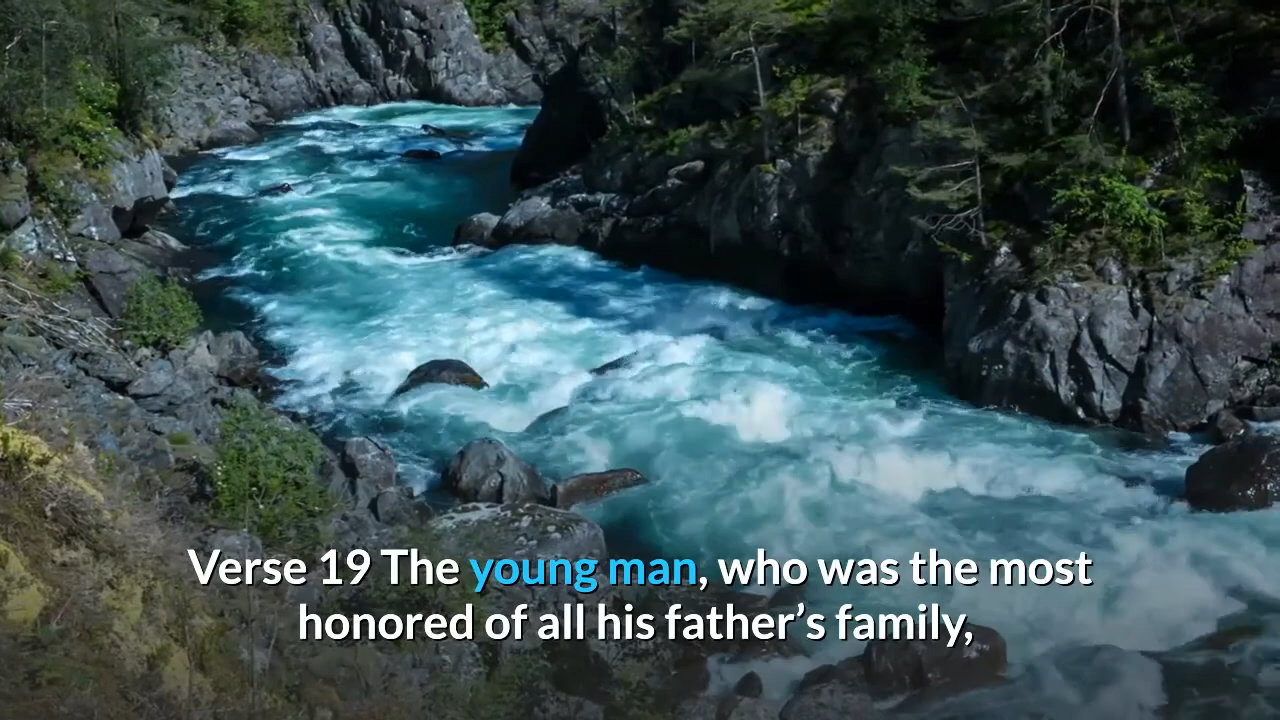 Verse 19 The young man, who was the most
honored of all his father’s family,